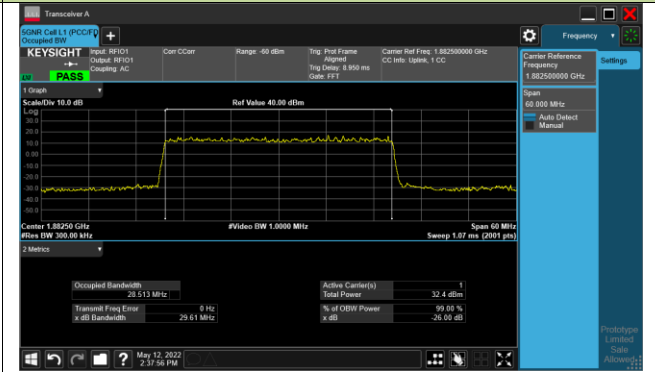 Transceiver A
5GNR Cell L1 (PCC/FD
Occupied BW
Frequency
KEYSIGHT
Input: RFIO1
Output: RFIO1
Coupling: AC
Corr CCorr
Range: -60 dBm
Trig: Prot Frame
Aligned
Trig Delay: 8.950 ms
Gate: FFT
Carrier Ref Freq: 1.882500000 GHz
CC Info: Uplink, 1 CC
LM PASS
Carrier Reference
Frequency
1.882500000 GHz
Settings
Span
60.000 MHz
Auto Detect
Manual
1 Graph
Scale/Div 10.0 dB
Ref Value 40.00 dBm
Log
30.0
20.0
10.0
0.00
-10.0
-20.0
-30.0
-40.0
-50.0
Center 1.88250 GHz
#Video BW 1.0000 MHz
Span 60 MHz
#Res BW 300.00 kHz
Sweep 1.07 ms (2001 pts)
2 Metrics
Occupied Bandwidth
28.513 MHz
Active Carrier(s) 1
Total Power 32.4 dBm
Transmit Freq Error 0 Hz
x dB Bandwidth 29.61 MHz
% of OBW Power 99.00 %
x dB -26.00 dB
Prototype
Limited
Sale
Allowed
May 12, 2022
2:37:56 PM